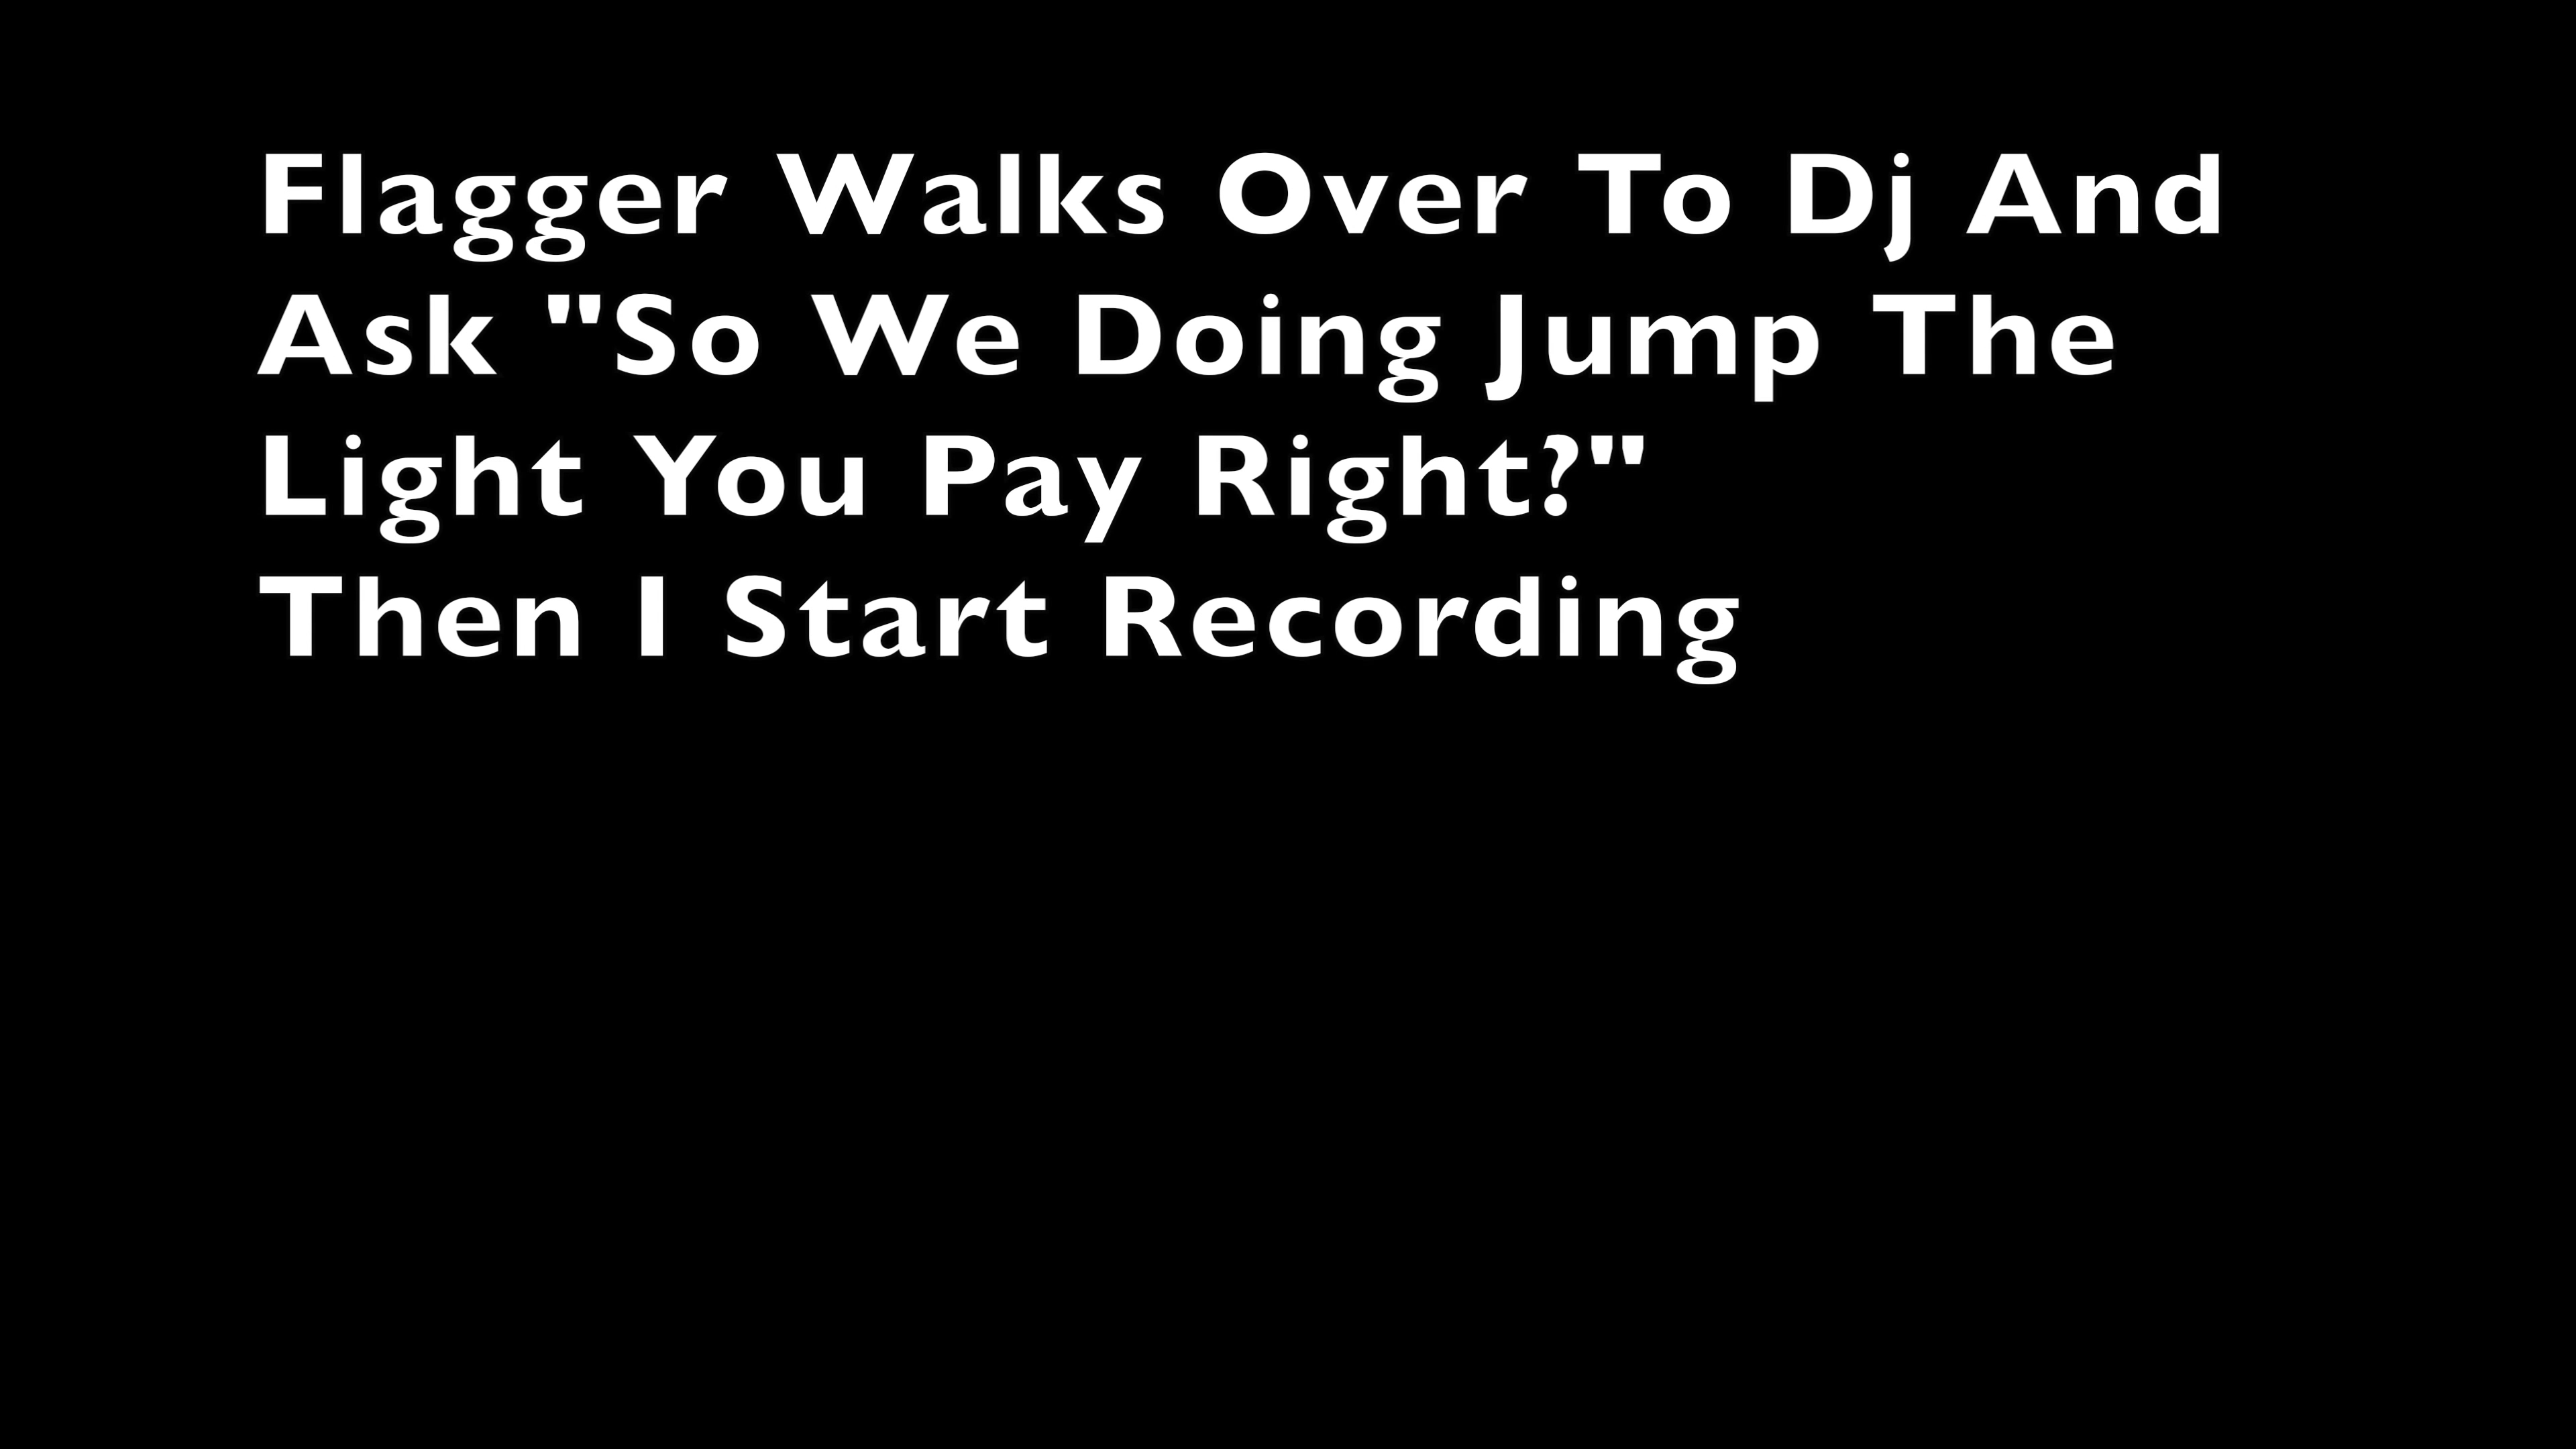 Flagger Walks Over To Dj And
Ask "So We Doing Jump The
Light You Pay Right?"
Then I Start Recording